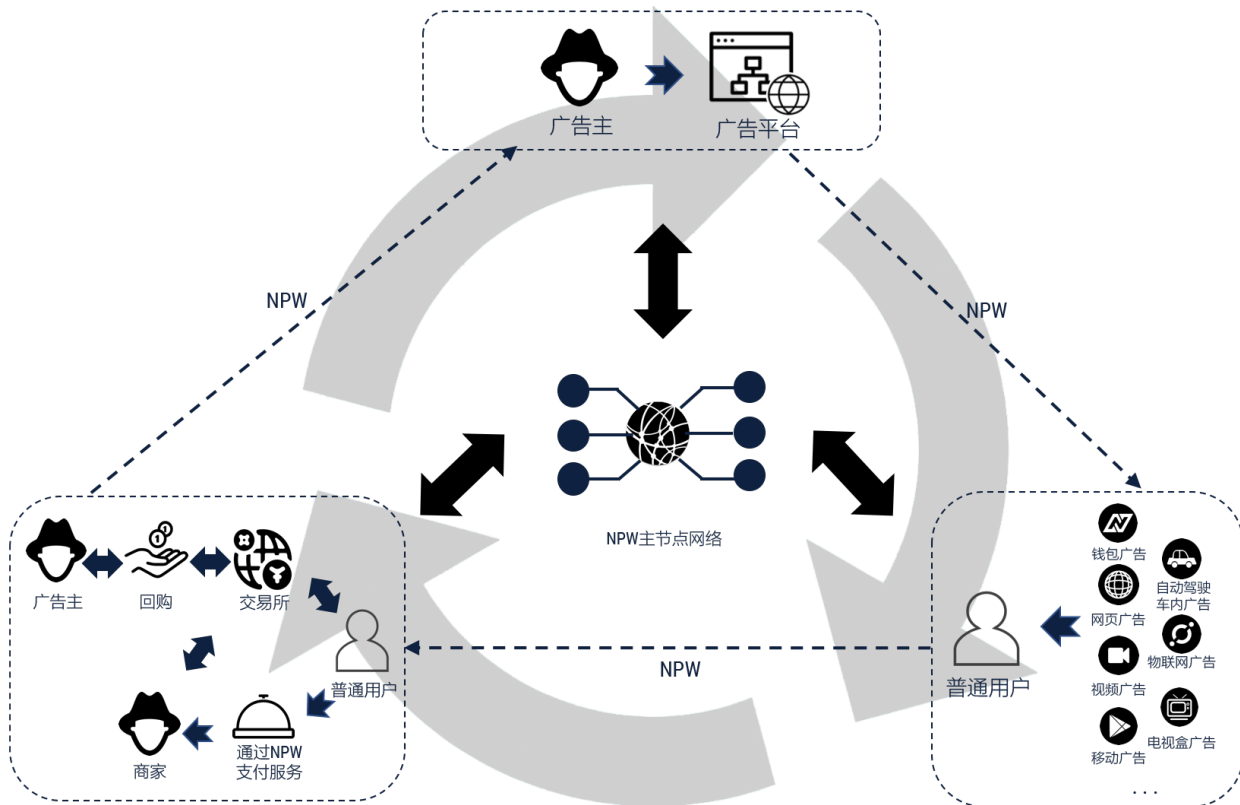 广告主
广告平台
NPW
NPW
NPW主节点网络
广告主
回购
交易所
普通用户
商家
通过NPW
支付服务
NPW
普通用户
钱包广告
自动驾驶
车内广告
网页广告
物联网广告
视频广告
电视盒广告
移动广告
...